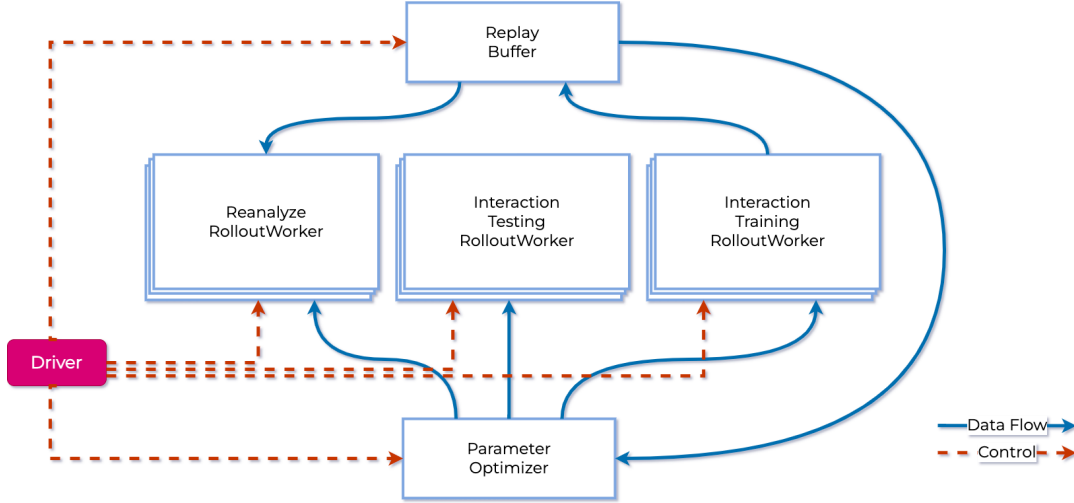 Replay
Buffer
Reanalyze
RolloutWorker
Interaction
Testing
RolloutWorker
Interaction
Training
RolloutWorker
Driver
Parameter
Optimizer
Data Flow
Control